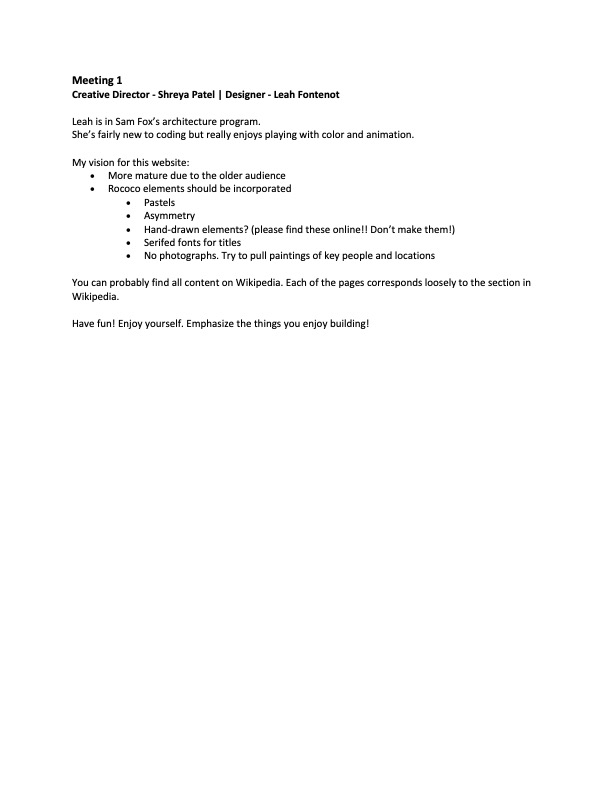 Meeting 1
Creative Director - Shreya Patel | Designer - Leah Fontenot
Leah is in Sam Fox's architecture program.
She's fairly new to coding but really enjoys playing with color and animation.
My vision for this website:
• More mature due to the older audience
• Rococo elements should be incorporated
• Pastels
• Asymmetry
• Hand-drawn elements? (please find these online!! Don't make them!)
• Serifed fonts for titles
• No photographs. Try to pull paintings of key people and locations
You can probably find all content on Wikipedia. Each of the pages corresponds loosely to the section in
Wikipedia.
Have fun! Enjoy yourself. Emphasize the things you enjoy building!